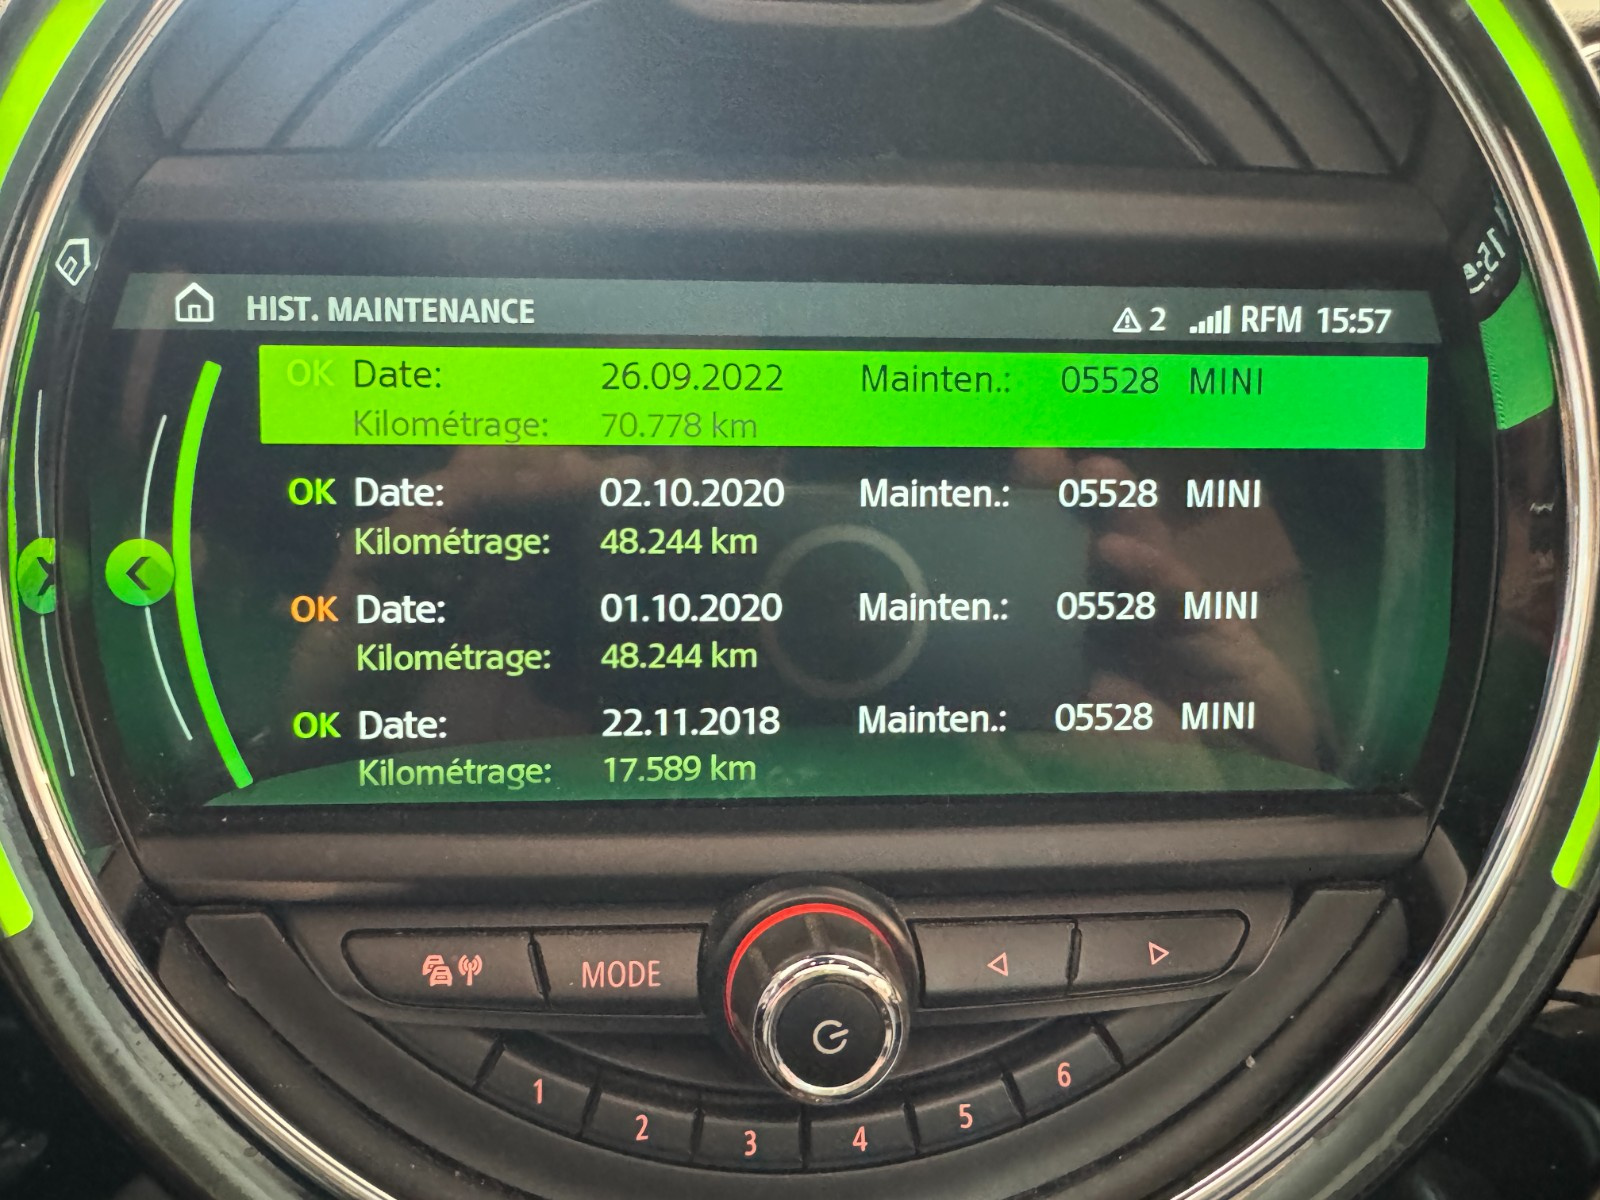 HIST. MAINTENANCE 2 RFM 15:57
OK Date: 26.09.2022 Mainten.: 05528 MINI
Kilométrage: 70.778 km
OK Date: 02.10.2020 Mainten.: 05528 MINI
Kilométrage: 48.244 km
OK Date: 01.10.2020 Mainten.: 05528 MINI
Kilométrage: 48.244 km
OK Date: 22.11.2018 Mainten.: 05528 MINI
Kilométrage: 17.589 km
MODE
1 2 3 4 5 6